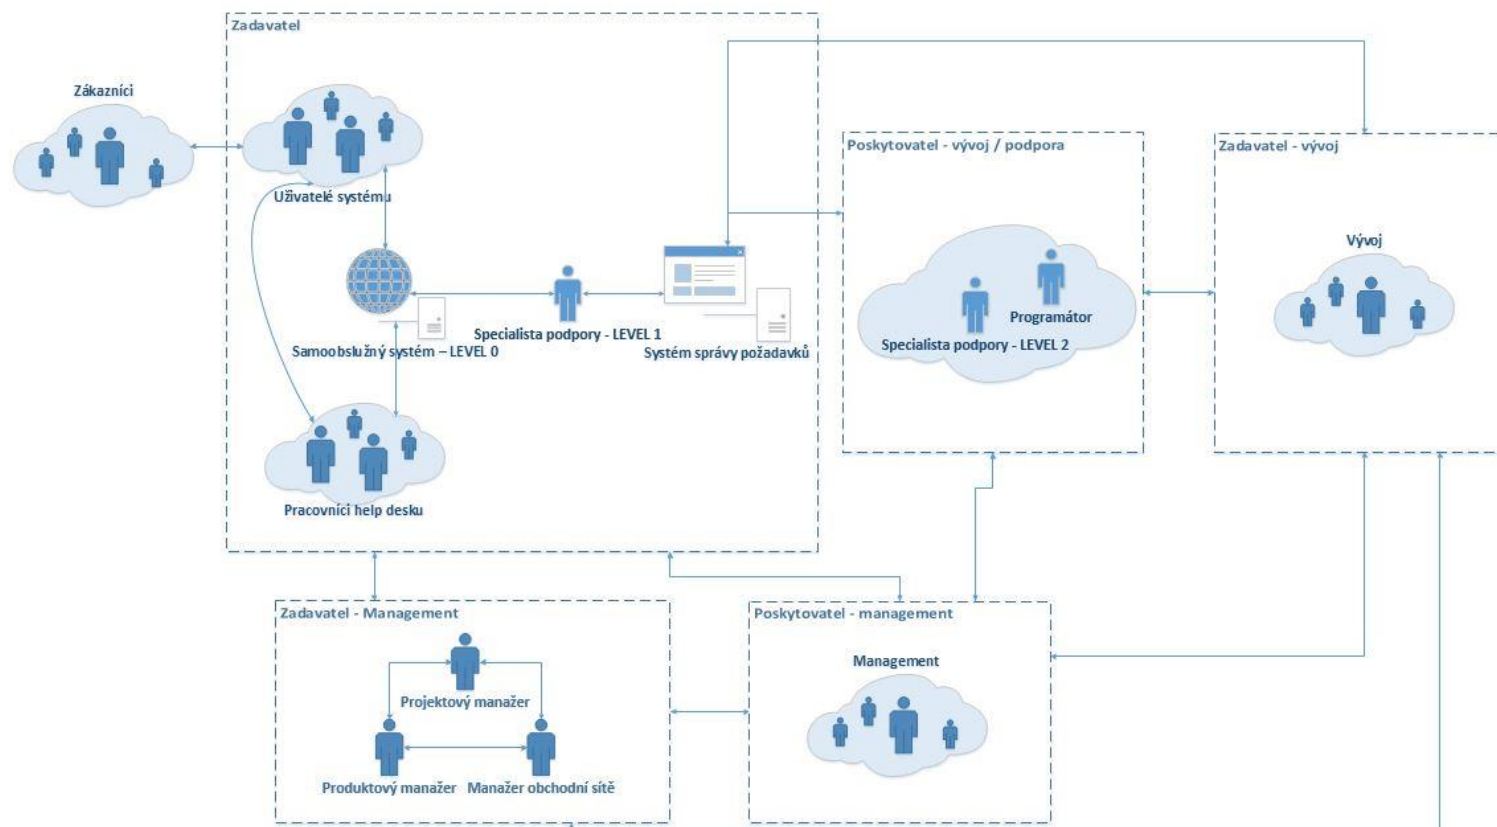 Zadavatel
Zákazníci
Uživatelé systému
Poskytovatel - vývoj / podpora
Zadavatel - vývoj
Vývoj
Programátor
Specialista podpory - LEVEL 1
Specialista podpory - LEVEL 2
Samoobslužný systém – LEVEL 0
Systém správy požadavků
Pracovníci help desku
Zadavatel - Management
Poskytovatel - management
Management
Projektový manažer
Produktový manažer
Manažer obchodní sítě